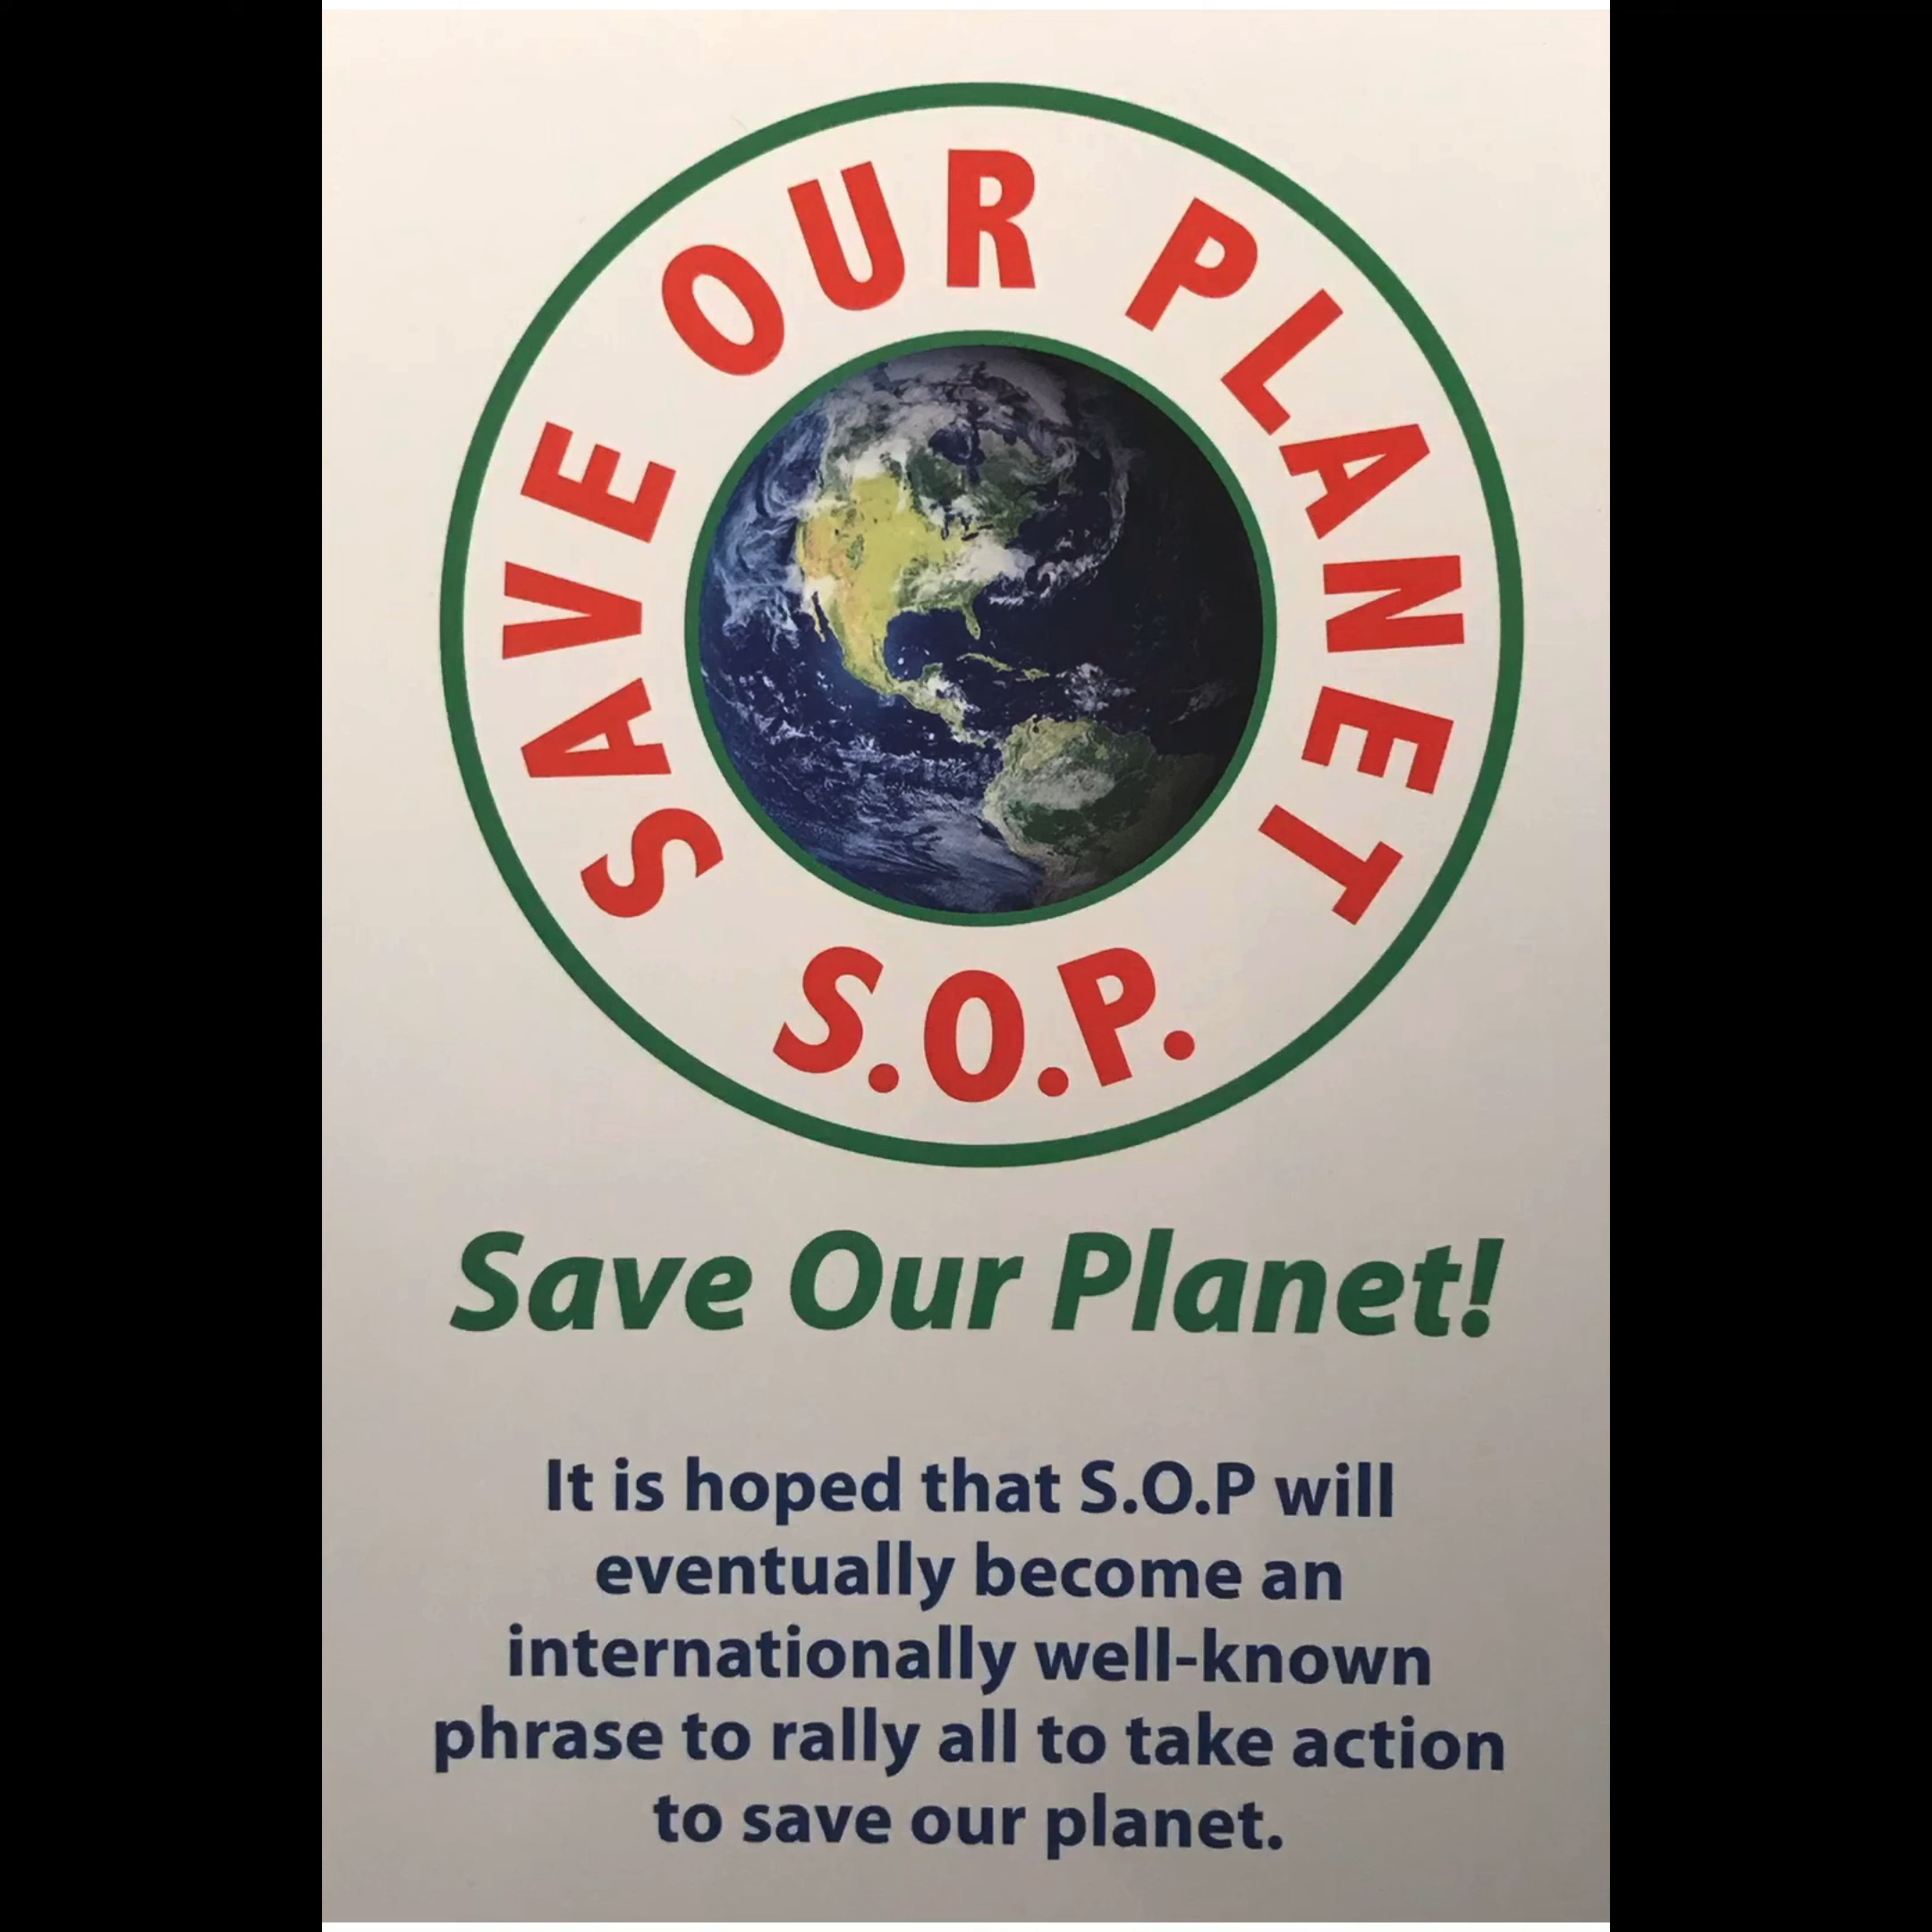 SAVE OUR PLANET
S.O.P.
Save Our Planet!
It is hoped that S.O.P will
eventually become an
internationally well-known
phrase to rally all to take action
to save our planet.